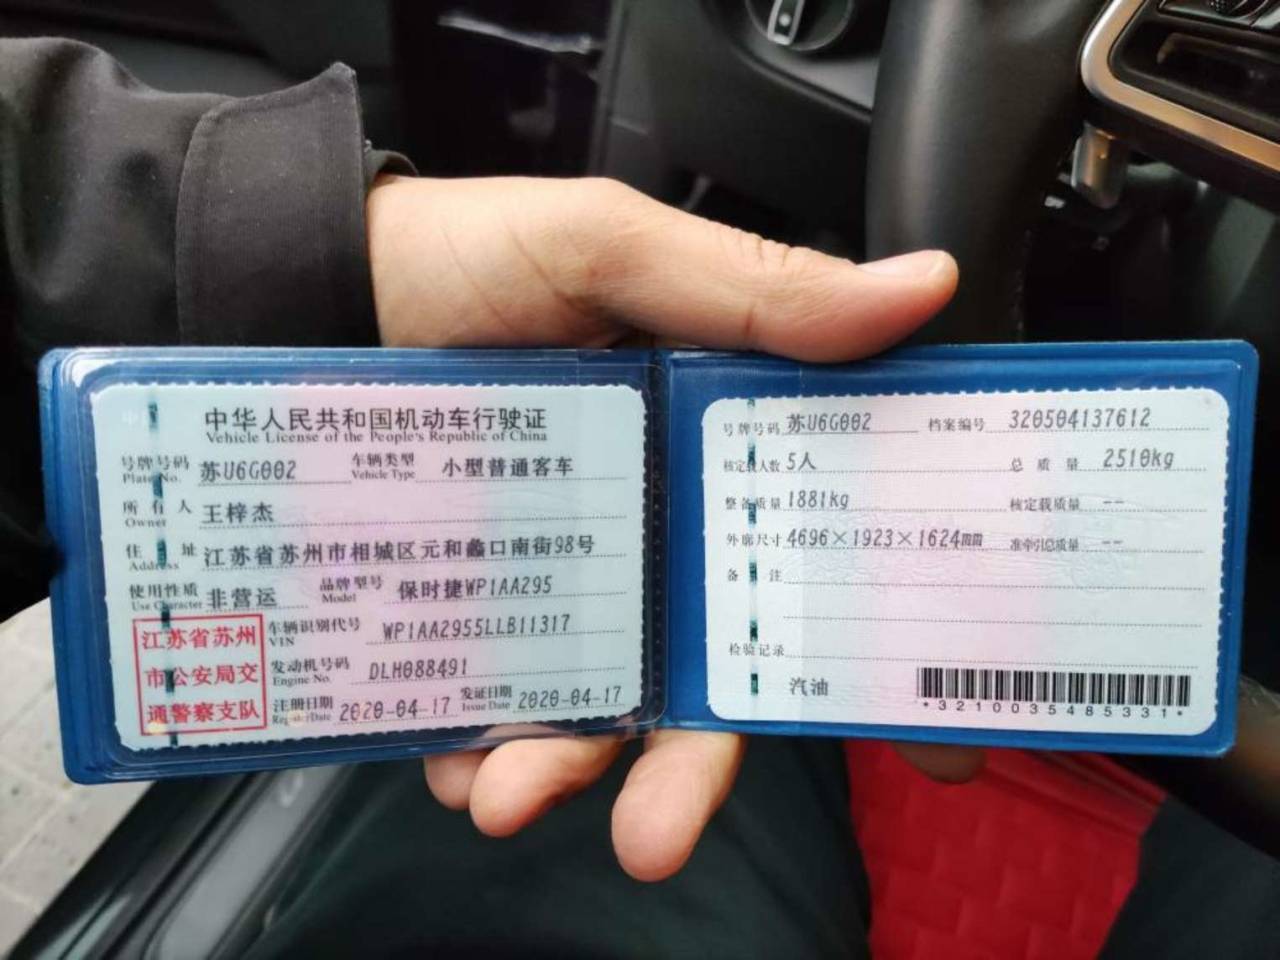 中华人民共和国机动车行驶证
Vehicle License of the People's Republic of China
号牌号码 苏U6G002 车辆类型 小型普通客车
Plate No. Vehicle Type
所有人 王梓杰
Owner
住址 江苏省苏州市相城区元和蠡口南街98号
Address
使用性质 非营运 品牌型号 保时捷WP1AA295
Use Character Model
江苏省苏州
市公安局交
通警察支队
车辆识别代号 WP1AA2955LLB11317
VIN
发动机号码 DLH088491
Engine No.
注册日期 2020-04-17 发证日期 2020-04-17
Register Date Issue Date
号牌号码 苏U6G002 档案编号 320504137612
核定载人数 5人 总质量 2510kg
整备质量 1881kg 核定载质量 --
外廓尺寸 4696×1923×1624mm 准牵引总质量 --
备注
检验记录
汽油
*3210035485331*
OFF